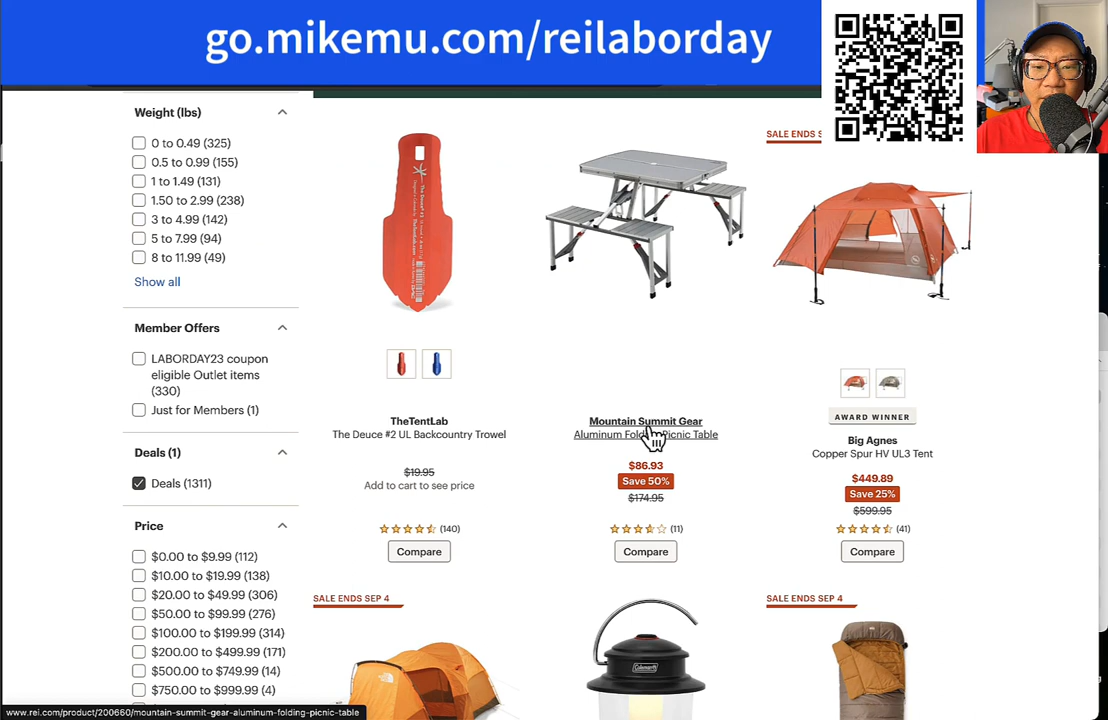 go.mikemu.com/reilaborday
Weight (lbs)
0 to 0.49 (325)
0.5 to 0.99 (155)
1 to 1.49 (131)
1.50 to 2.99 (238)
3 to 4.99 (142)
5 to 7.99 (94)
8 to 11.99 (49)
Show all
Member Offers
LABORDAY23 coupon
eligible Outlet items
(330)
Just for Members (1)
Deals (1)
Deals (1311)
Price
$0.00 to $9.99 (112)
$10.00 to $19.99 (138)
$20.00 to $49.99 (306)
$50.00 to $99.99 (276)
$100.00 to $199.99 (314)
$200.00 to $499.99 (171)
$500.00 to $749.99 (14)
$750.00 to $999.99 (4)
TheTentLab
The Deuce #2 UL Backcountry Trowel
$19.95
Add to cart to see price
(140)
Compare
Mountain Summit Gear
Aluminum Picnic Table
$86.93
Save 50%
$174.95
(11)
Compare
SALE ENDS
AWARD WINNER
Big Agnes
Copper Spur HV UL3 Tent
$449.89
Save 25%
$599.95
(41)
Compare
SALE ENDS SEP 4
Coleman
SALE ENDS SEP 4
www.rei.com/product/200660/mountain-summit-gear-aluminum-folding-picnic-table